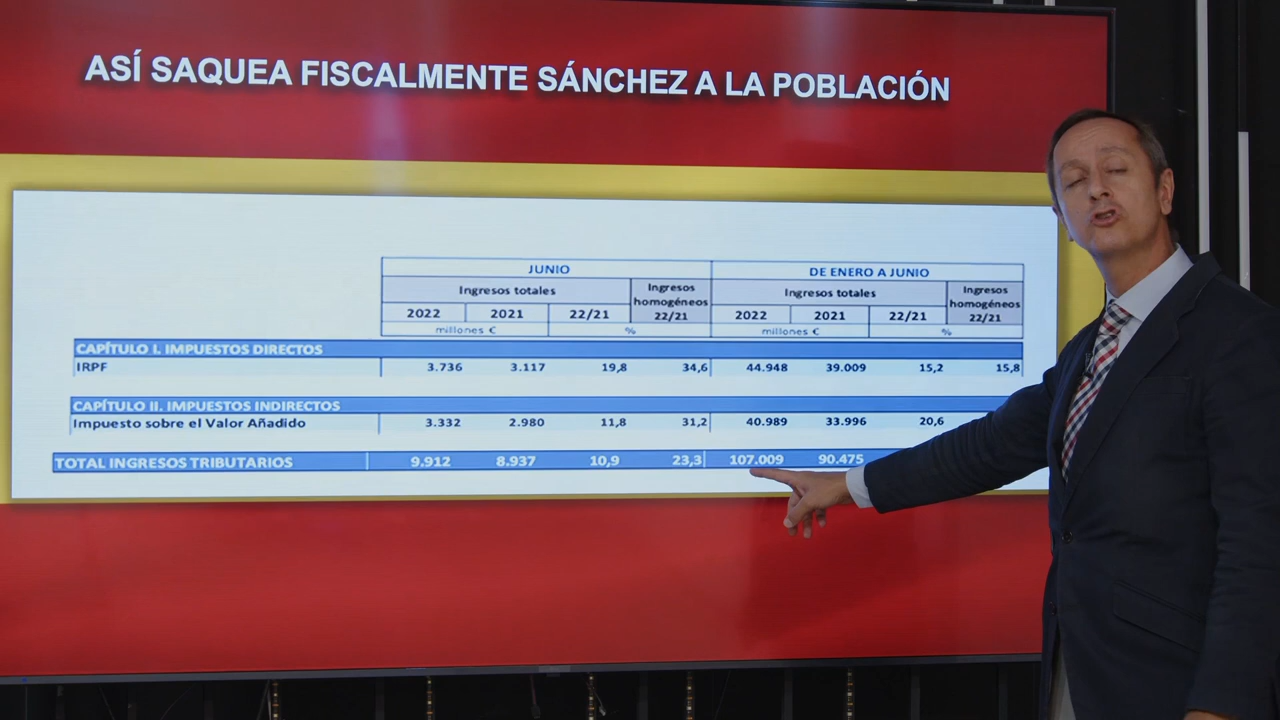 ASÍ SAQUEA FISCALMENTE SÁNCHEZ A LA POBLACIÓN
JUNIO DE ENERO A JUNIO
Ingresos totales Ingresos homogéneos 22/21 Ingresos totales Ingresos homogéneos 22/21
2022 2021 22/21 2022 2021 22/21
millones € % millones € %
CAPÍTULO I. IMPUESTOS DIRECTOS
IRPF 3.736 3.117 19,8 34,6 44.948 39.009 15,2 15,8
CAPÍTULO II. IMPUESTOS INDIRECTOS
Impuesto sobre el Valor Añadido 3.332 2.980 11,8 31,2 40.989 33.996 20,6
TOTAL INGRESOS TRIBUTARIOS 9.912 8.937 10,9 23,3 107.009 90.475